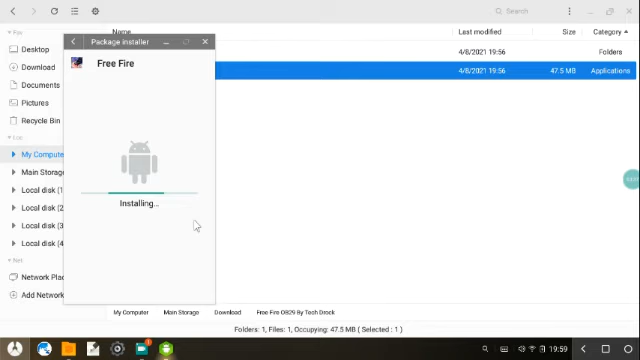 Search
Name Last modified Size Category
Fav
Desktop
Download
Documents
Pictures
Recycle Bin
Loc
My Compute
Main Storag
Local disk (1
Local disk (2
Local disk (3
Local disk (4
Net
Network Plac
Add Network
4/8/2021 19:56 Folders
4/8/2021 19:56 47.5 MB Applications
Package installer
Free Fire
Installing...
My Computer Main Storage Download Free Fire OB29 By Tech Drock
Folders: 1, Files: 1, Occupying: 47.5 MB ( Selected : 1 )
19:59